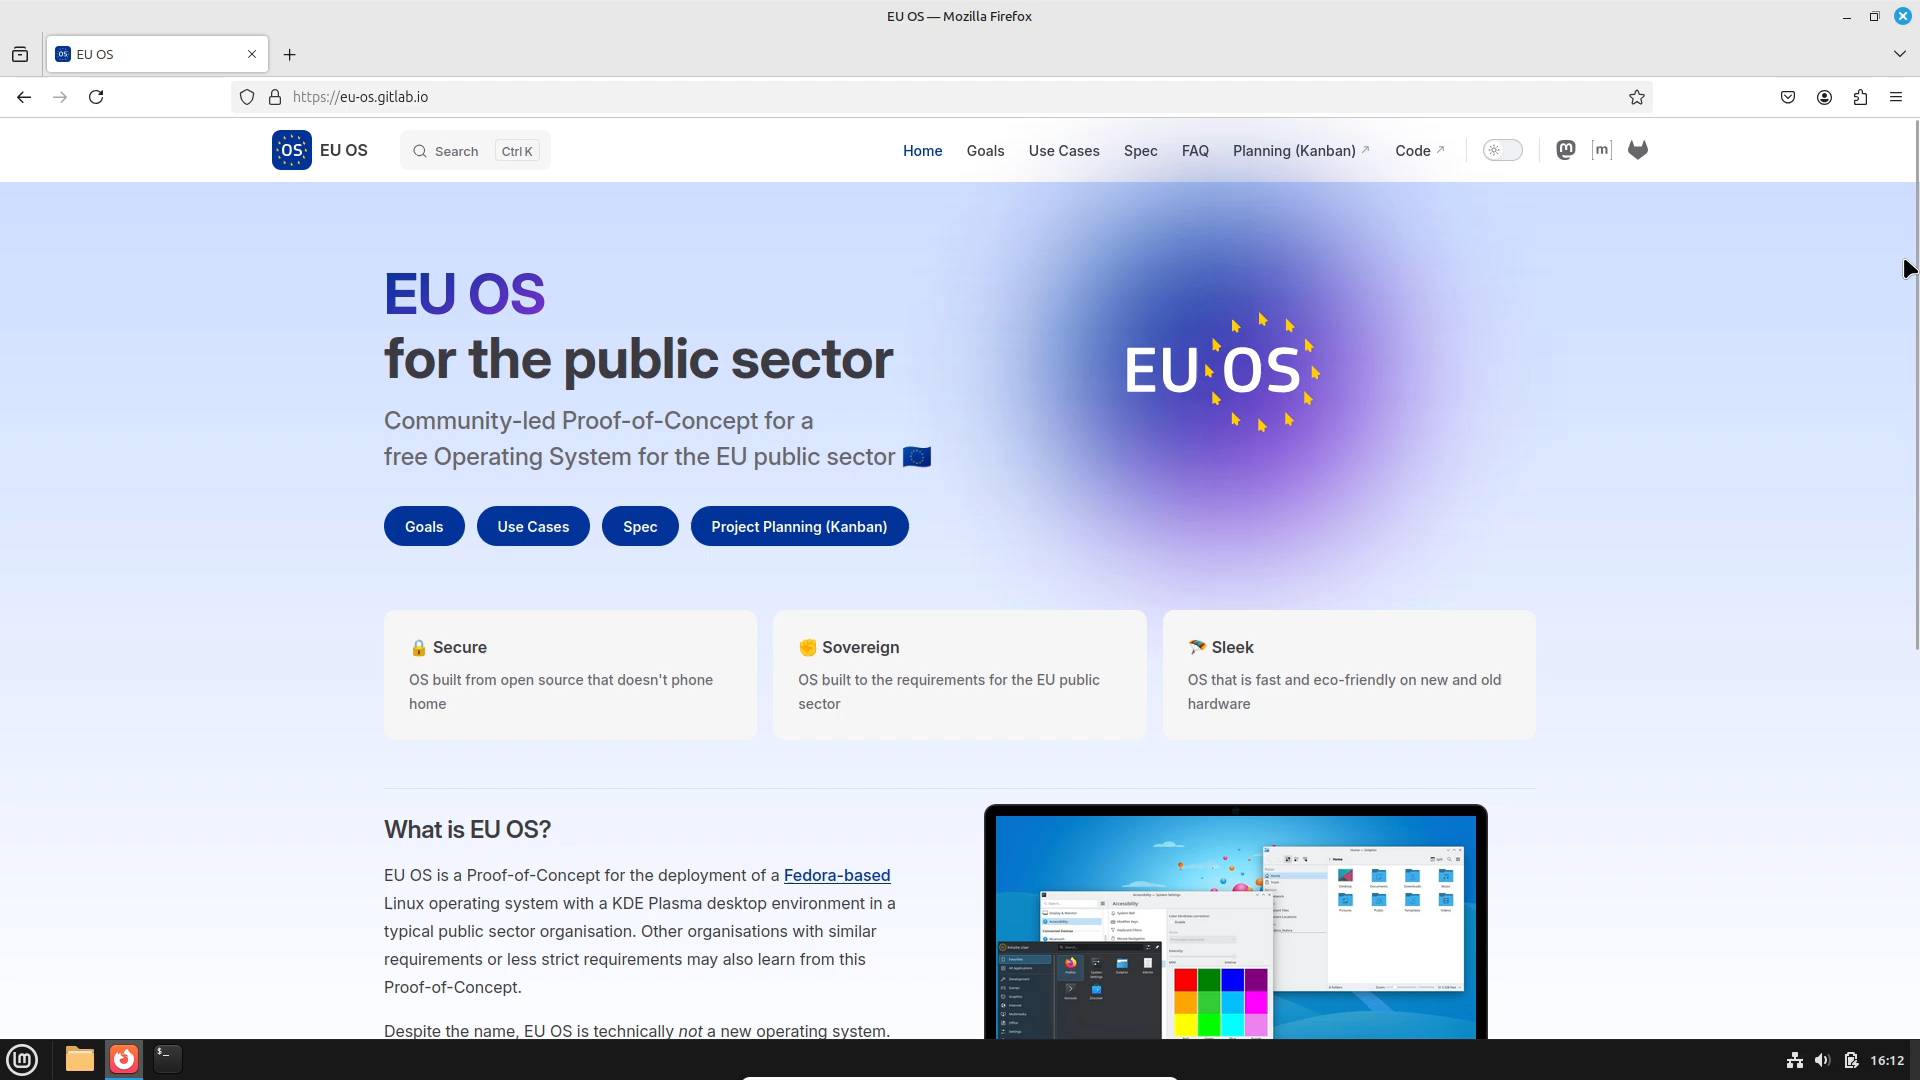 EU OS — Mozilla Firefox
EU OS
https://eu-os.gitlab.io
OS
EU OS
Search
Ctrl K
Home
Goals
Use Cases
Spec
FAQ
Planning (Kanban)
Code
[m]
EU OS
for the public sector
Community-led Proof-of-Concept for a
free Operating System for the EU public sector
EU OS
Goals
Use Cases
Spec
Project Planning (Kanban)
Secure
OS built from open source that doesn't phone
home
Sovereign
OS built to the requirements for the EU public
sector
Sleek
OS that is fast and eco-friendly on new and old
hardware
What is EU OS?
EU OS is a Proof-of-Concept for the deployment of a Fedora-based
Linux operating system with a KDE Plasma desktop environment in a
typical public sector organisation. Other organisations with similar
requirements or less strict requirements may also learn from this
Proof-of-Concept.
Despite the name, EU OS is technically not a new operating system.
Home — Dolphin
Accessibility — System Settings
Accessibility
16:12